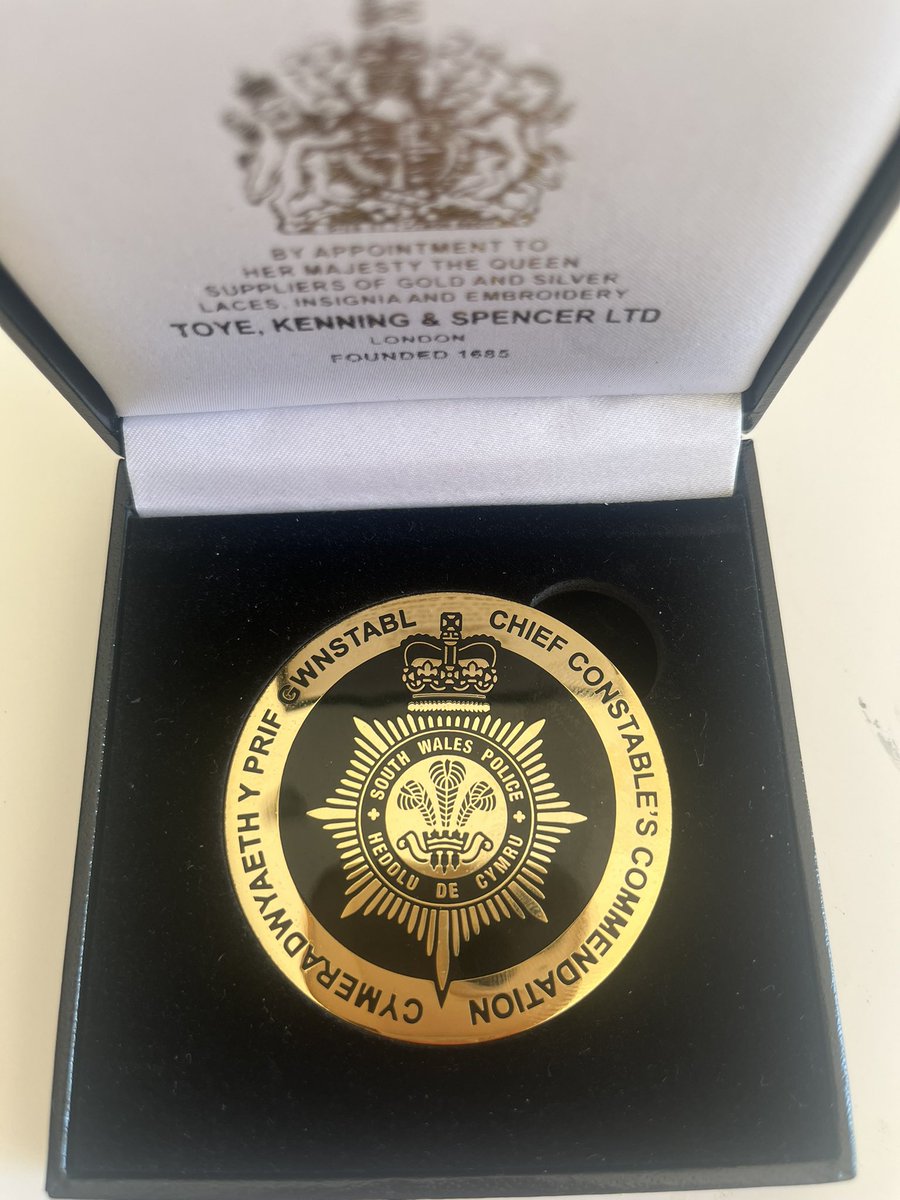 BY APPOINTMENT TO
HER MAJESTY THE QUEEN
SUPPLIERS OF GOLD AND SILVER
LACES, INSIGNIA AND EMBROIDERY
TOYE, KENNING & SPENCER LTD
LONDON
FOUNDED 1685
CYMERADWYAETH Y PRIF GWNSTABL
CHIEF CONSTABLE'S COMMENDATION
SOUTH WALES POLICE
HEDDLU DE CYMRU